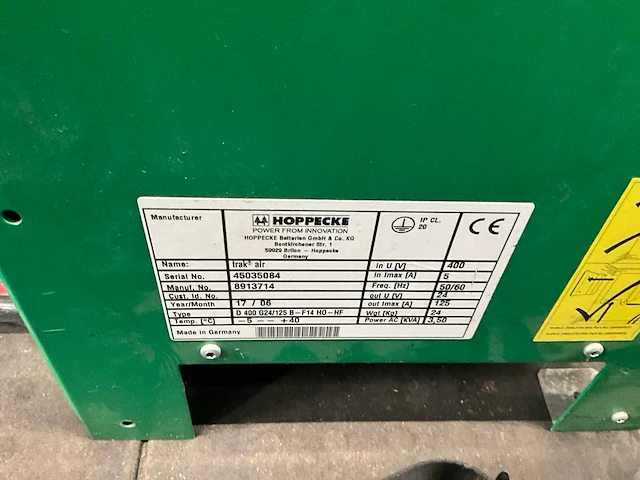 Manufacturer
HOPPECKE
POWER FROM INNOVATION
HOPPECKE Batterien GmbH & Co. KG
Bontkirchener Str. 1
59929 Brilon - Hoppecke
Germany
IP CL.
20
CE
Name: trak® air in U [V] 400
Serial No. 45035084 in Imax [A] 5
Manuf. No. 8913714 Freq. [Hz] 50/60
Cust. Id. No. out U [V] 24
Year/Month 17 / 06 out Imax [A] 125
Type D 400 G24/125 B-F14 HO-HF Wgt [Kg] 24
Temp. [°C] -5 -- +40 Power AC [KVA] 3,50
Made in Germany